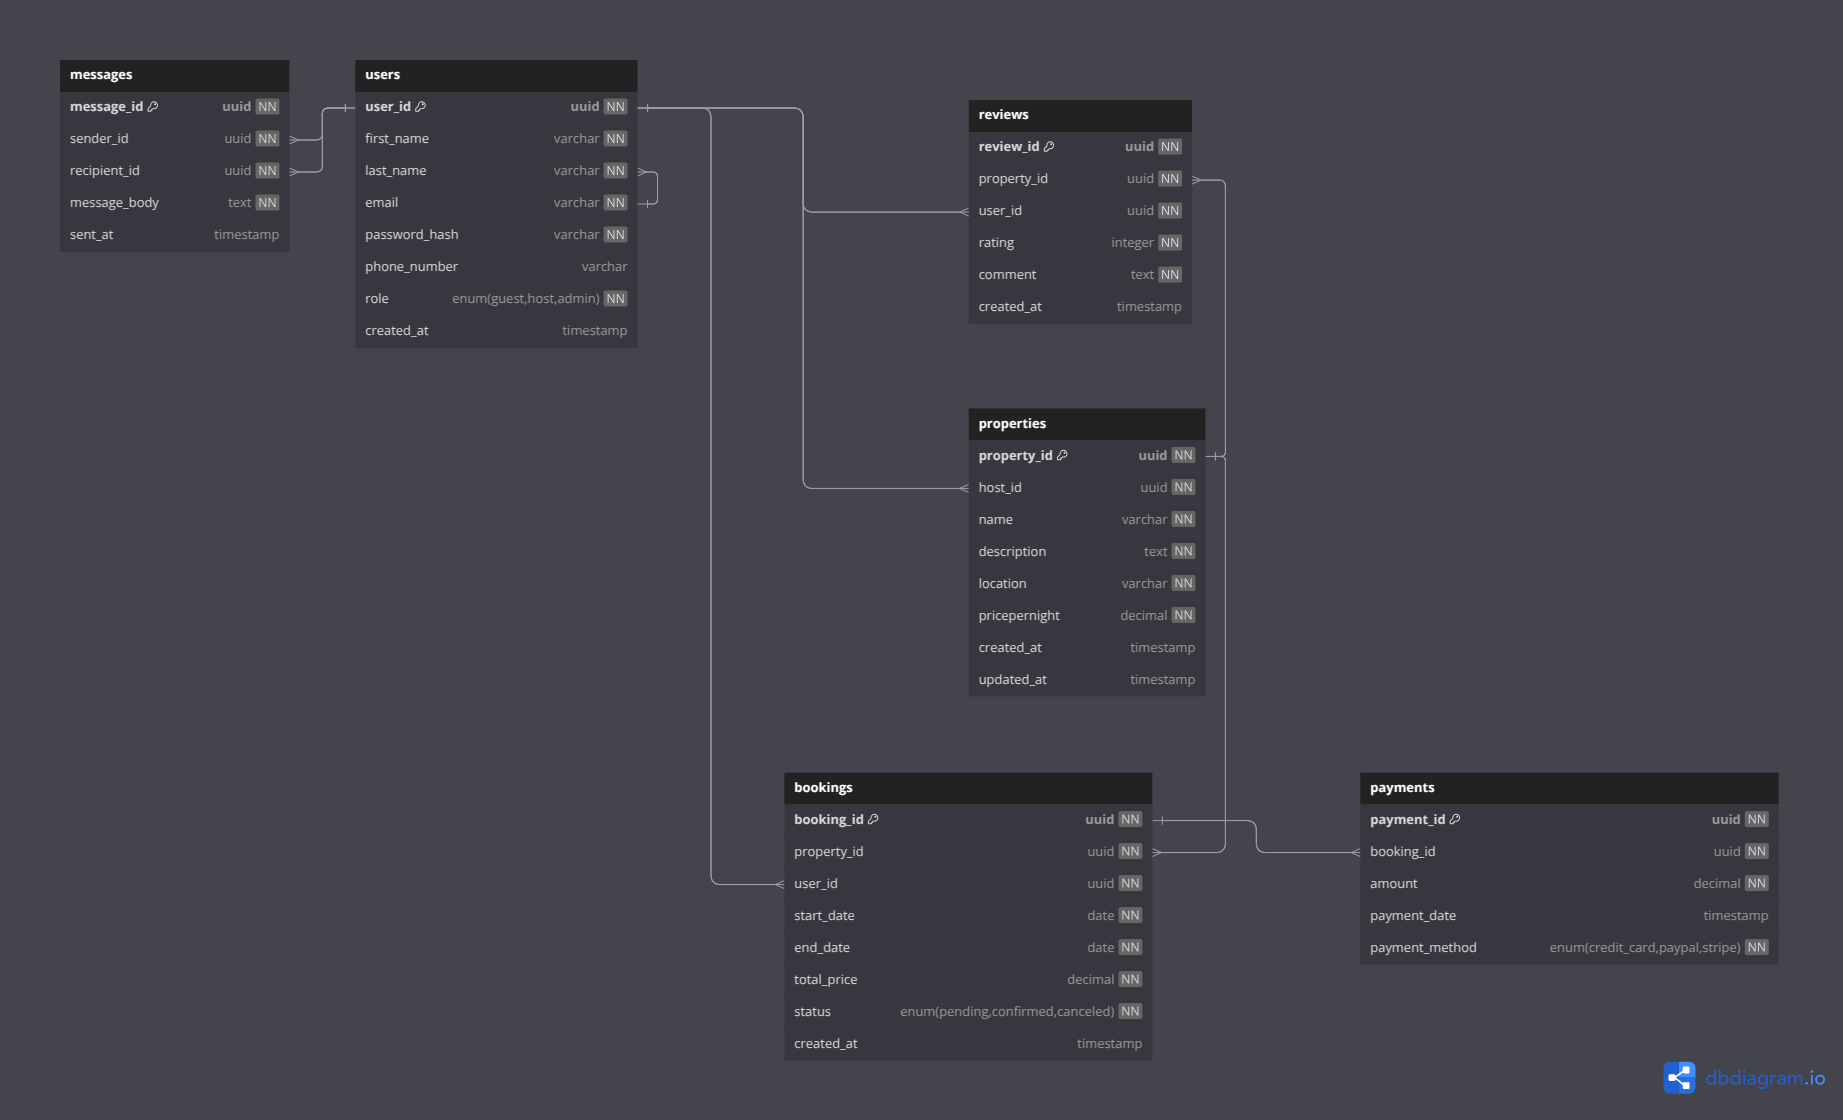 messages
message_id uuid NN
sender_id uuid NN
recipient_id uuid NN
message_body text NN
sent_at timestamp
users
user_id uuid NN
first_name varchar NN
last_name varchar NN
email varchar NN
password_hash varchar NN
phone_number varchar
role enum(guest,host,admin) NN
created_at timestamp
reviews
review_id uuid NN
property_id uuid NN
user_id uuid NN
rating integer NN
comment text NN
created_at timestamp
properties
property_id uuid NN
host_id uuid NN
name varchar NN
description text NN
location varchar NN
pricepernight decimal NN
created_at timestamp
updated_at timestamp
bookings
booking_id uuid NN
property_id uuid NN
user_id uuid NN
start_date date NN
end_date date NN
total_price decimal NN
status enum(pending,confirmed,canceled) NN
created_at timestamp
payments
payment_id uuid NN
booking_id uuid NN
amount decimal NN
payment_date timestamp
payment_method enum(credit_card,paypal,stripe) NN
dbdiagram.io